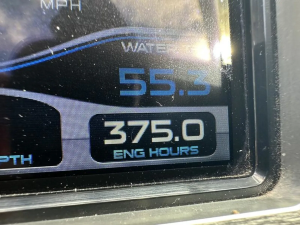 MPH
WATER
55.3
375.0
PTH
ENG HOURS